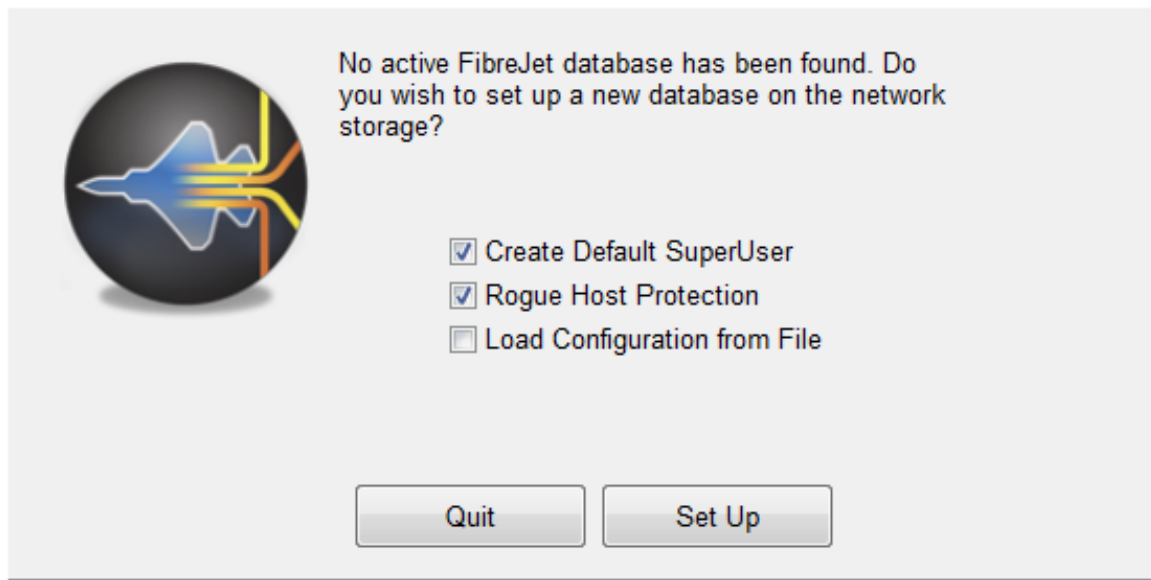 No active FibreJet database has been found. Do
you wish to set up a new database on the network
storage?
Create Default SuperUser
Rogue Host Protection
Load Configuration from File
Quit
Set Up